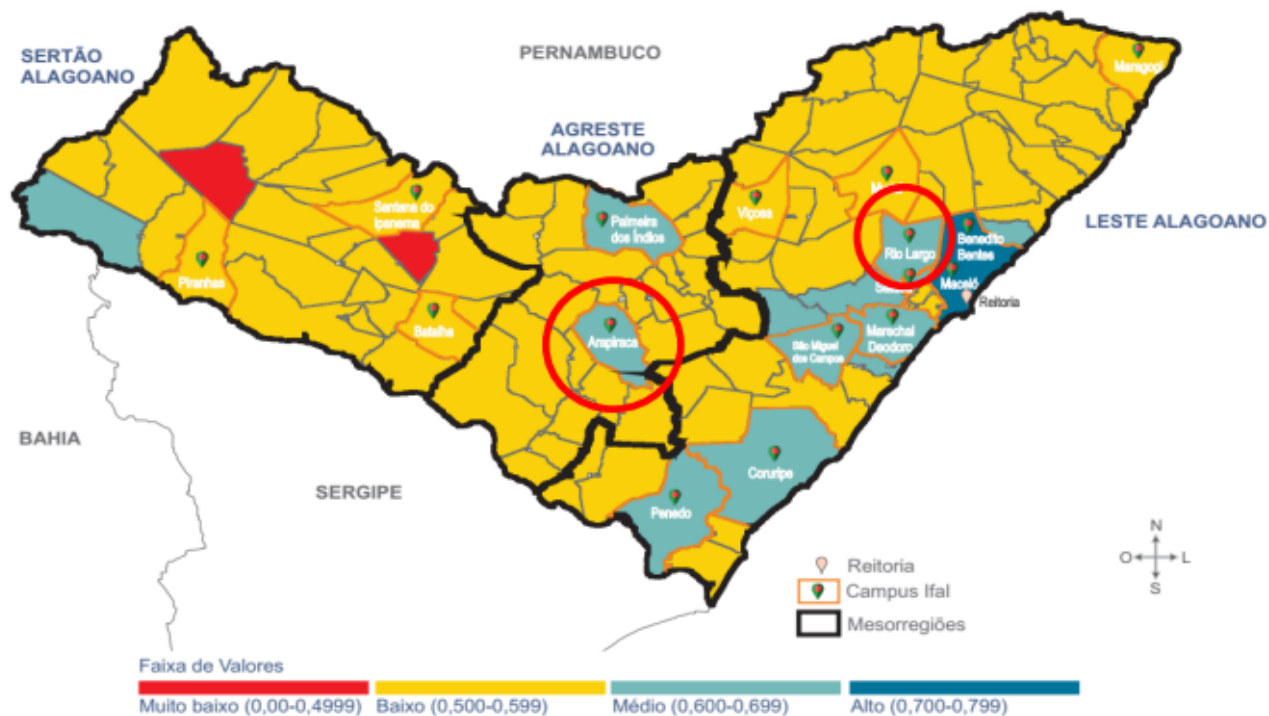 SERTÃO
ALAGOANO
PERNAMBUCO
AGRESTE
ALAGOANO
LESTE ALAGOANO
BAHIA
SERGIPE
Maragogi
Santana do
Ipanema
Palmeira
dos Índios
Viçosa
Rio Largo
Benedito
Bentes
Piranhas
Batalha
Arapiraca
Maceió
Reitoria
São Miguel
dos Campos
Marechal
Deodoro
Coruripe
Penedo
N
O
L
S
Reitoria
Campus Ifal
Mesorregiões
Faixa de Valores
Muito baixo (0,00-0,4999)
Baixo (0,500-0,599)
Médio (0,600-0,699)
Alto (0,700-0,799)